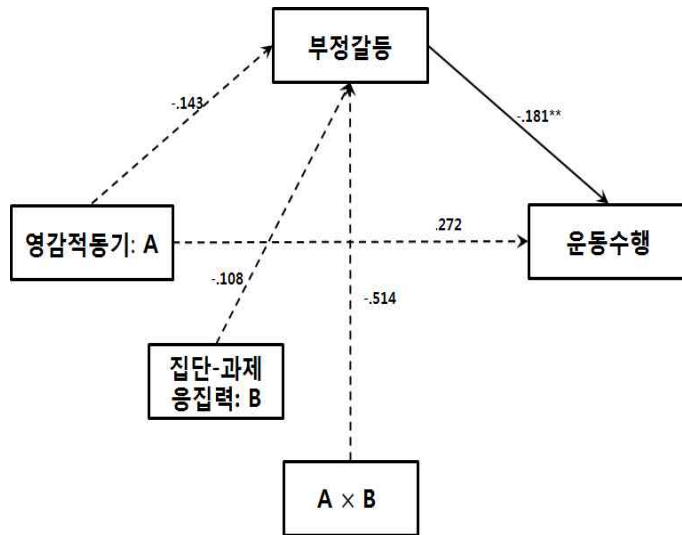 부정갈등
-.143
-.181**
영감적동기: A
.272
운동수행
-.108
-.514
집단-과제
응집력: B
A × B